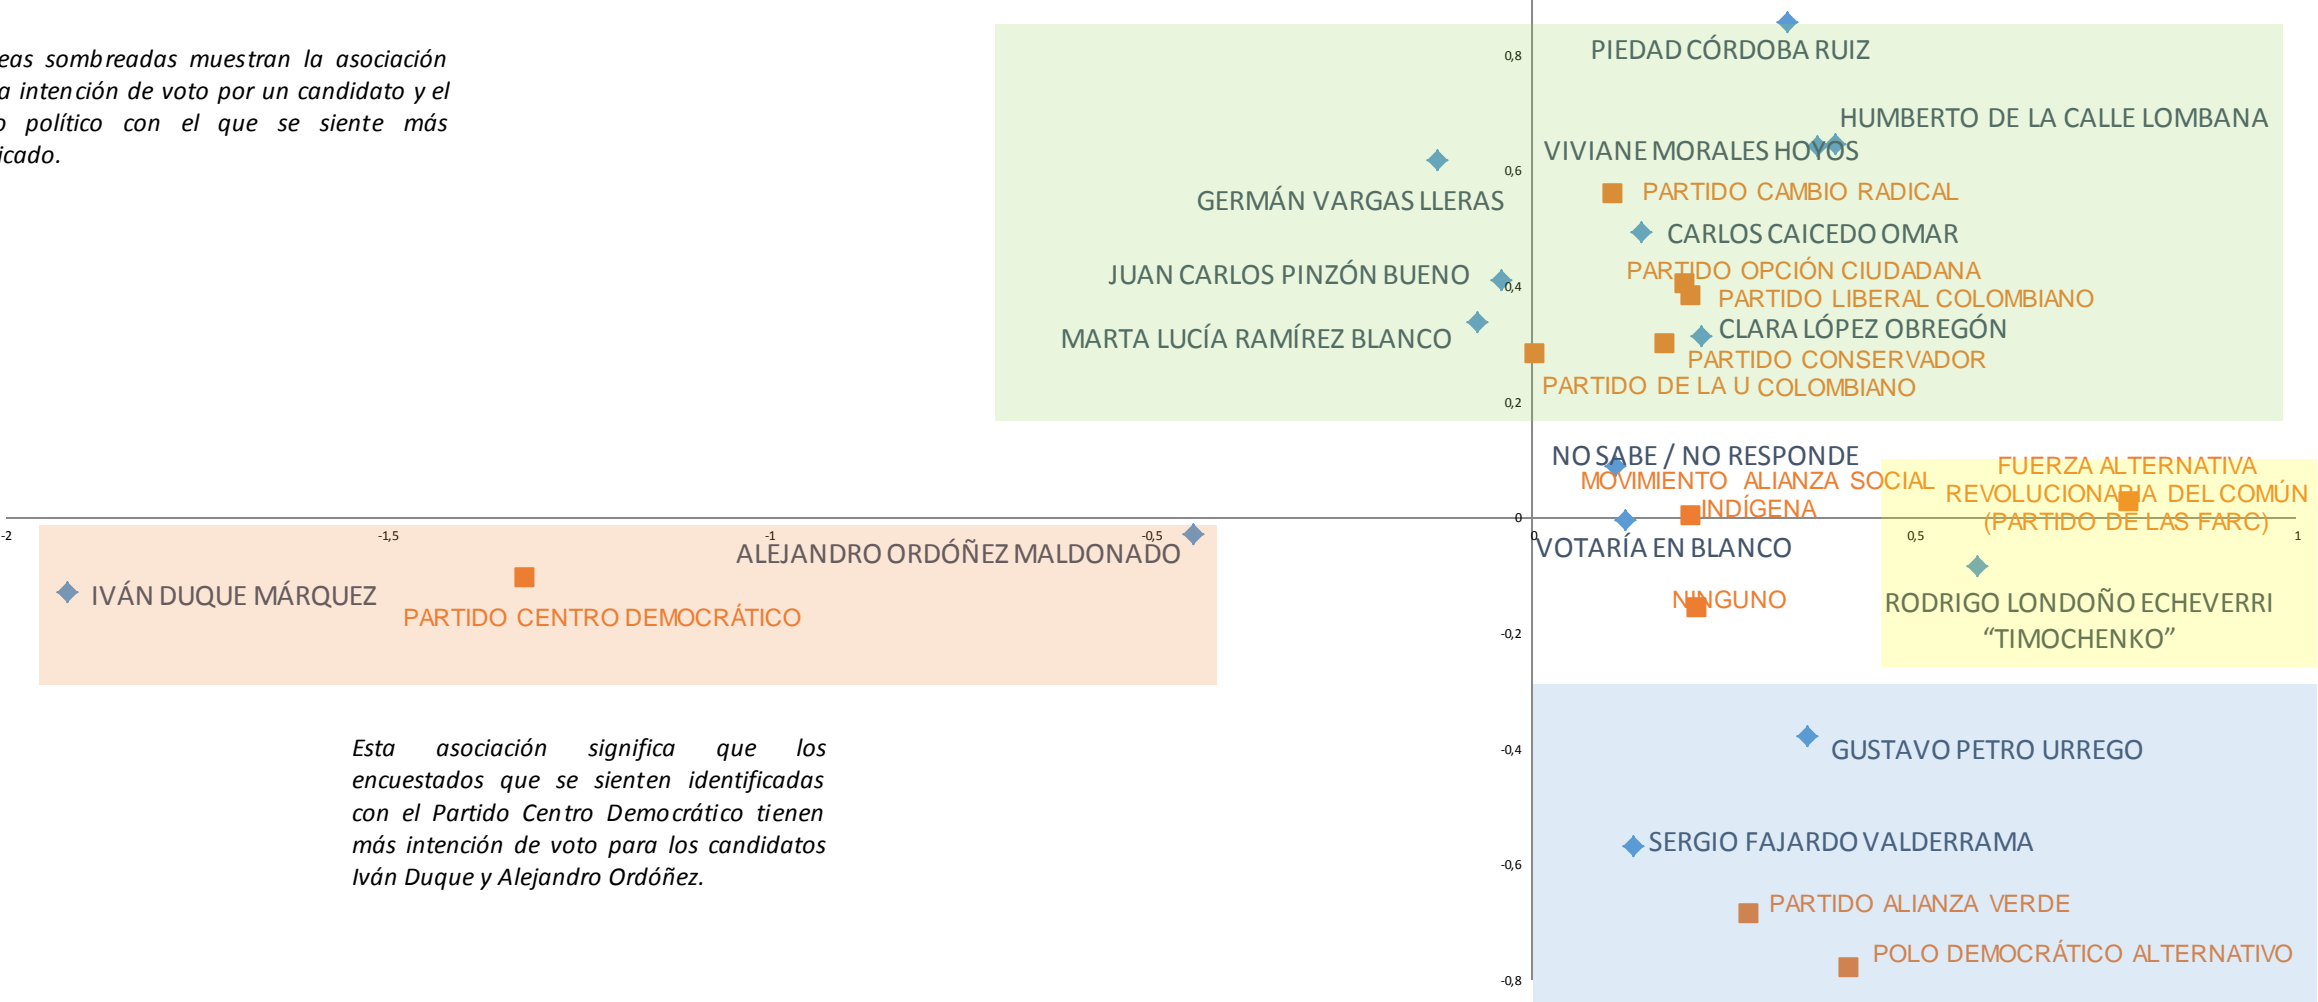 sombreadas muestran la asociación
intención de voto por un candidato y el
político con el que se siente más
PIEDAD CÓRDOBA RUIZ
0,8
HUMBERTO DE LA CALLE LOMBANA
VIVIANE MORALES HOYOS
0,6
PARTIDO CAMBIO RADICAL
GERMÁN VARGAS LLERAS
CARLOS CAICEDO OMAR
JUAN CARLOS PINZÓN BUENO
PARTIDO OPCIÓN CIUDADANA
0,4
PARTIDO LIBERAL COLOMBIANO
MARTA LUCÍA RAMÍREZ BLANCO
CLARA LÓPEZ OBREGÓN
PARTIDO CONSERVADOR
COLOMBIANO
PARTIDO DE LA U
0,2
NO SABE / NO RESPONDE
MOVIMIENTO ALIANZA SOCIAL
INDÍGENA
FUERZA ALTERNATIVA
REVOLUCIONARIA DEL COMÚN
(PARTIDO DE LAS FARC)
0
-2
-1,5
-1
-0,5
0
0,5
1
ALEJANDRO ORDÓÑEZ MALDONADO
VOTARÍA EN BLANCO
IVÁN DUQUE MÁRQUEZ
PARTIDO CENTRO DEMOCRÁTICO
NINGUNO
RODRIGO LONDOÑO ECHEVERRI
“TIMOCHENKO”
-0,2
Esta asociación significa que los
encuestados que se sienten identificadas
con el Partido Centro Democrático tienen
más intención de voto para los candidatos
Iván Duque y Alejandro Ordóñez.
-0,4
GUSTAVO PETRO URREGO
SERGIO FAJARDO VALDERRAMA
-0,6
PARTIDO ALIANZA VERDE
POLO DEMOCRÁTICO ALTERNATIVO
-0,8